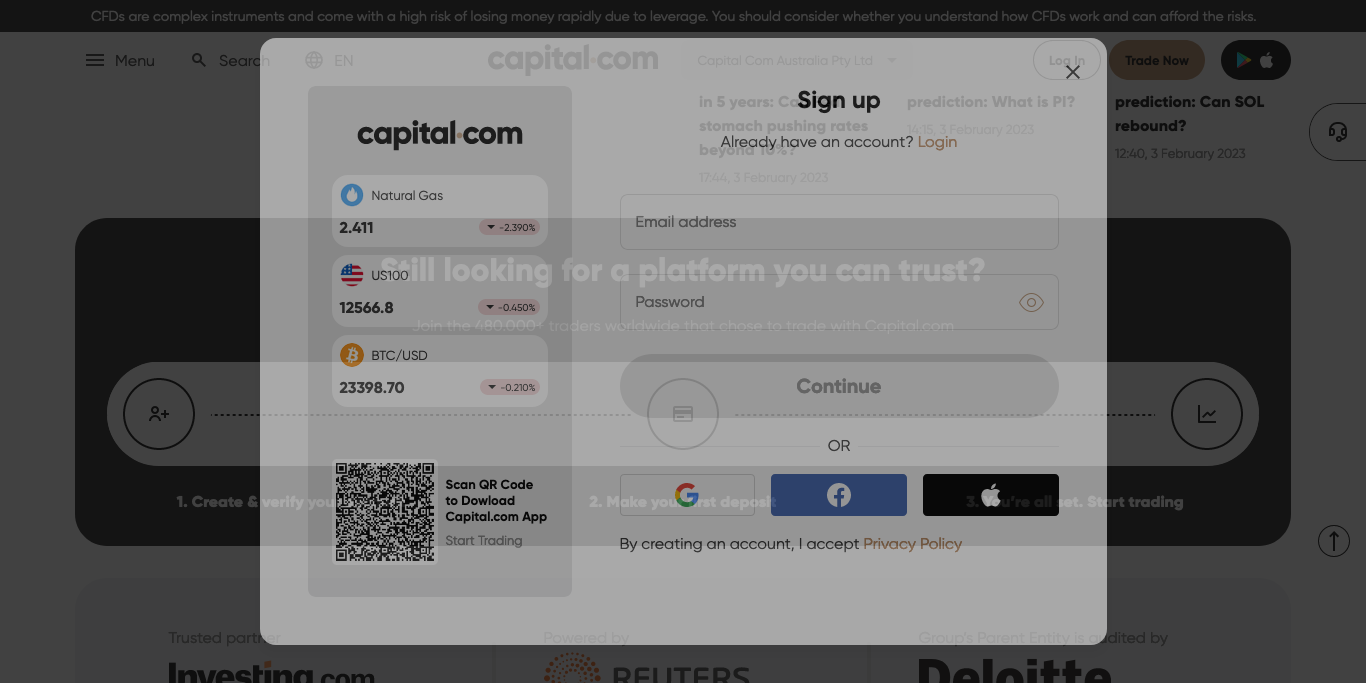 CFDs are complex instruments and come with a high risk of losing money rapidly due to leverage. You should consider whether you understand how CFDs work and can afford the risks.
Menu
Search
EN
capital.com
Capital Com Australia Pty Ltd
Log In
Trade Now
in 5 years:
stomach pushing rates
beyond 10%?
17:44, 3 February 2023
prediction: What is PI?
14:15, 3 February 2023
prediction: Can SOL
rebound?
12:40, 3 February 2023
capital.com
Natural Gas
2.411
-2.390%
US100
12566.8
-0.450%
BTC/USD
23398.70
-0.210%
Scan QR Code
to Dowload
Capital.com App
Start Trading
Sign up
Already have an account? Login
Email address
Password
Continue
OR
By creating an account, I accept Privacy Policy
Still looking for a platform you can trust?
Join the 480.000+ traders worldwide that chose to trade with Capital.com
1. Create & verify your
2. Make your first deposit
3. You're all set. Start trading
Trusted partner
Investing.com
Powered by
REUTERS
Group's Parent Entity is audited by
Deloitte